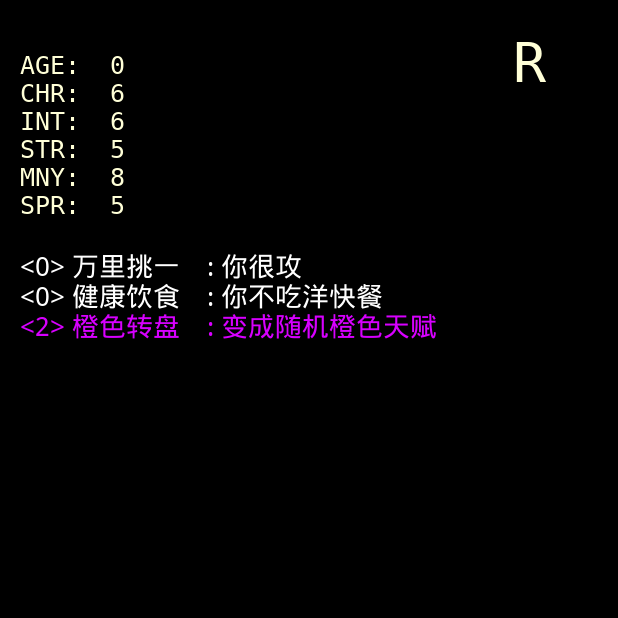 R
AGE: 0
CHR: 6
INT: 6
STR: 5
MNY: 8
SPR: 5
<0> 万里挑一 :你很攻
<0> 健康饮食 :你不吃洋快餐
<2> 橙色转盘 :变成随机橙色天赋